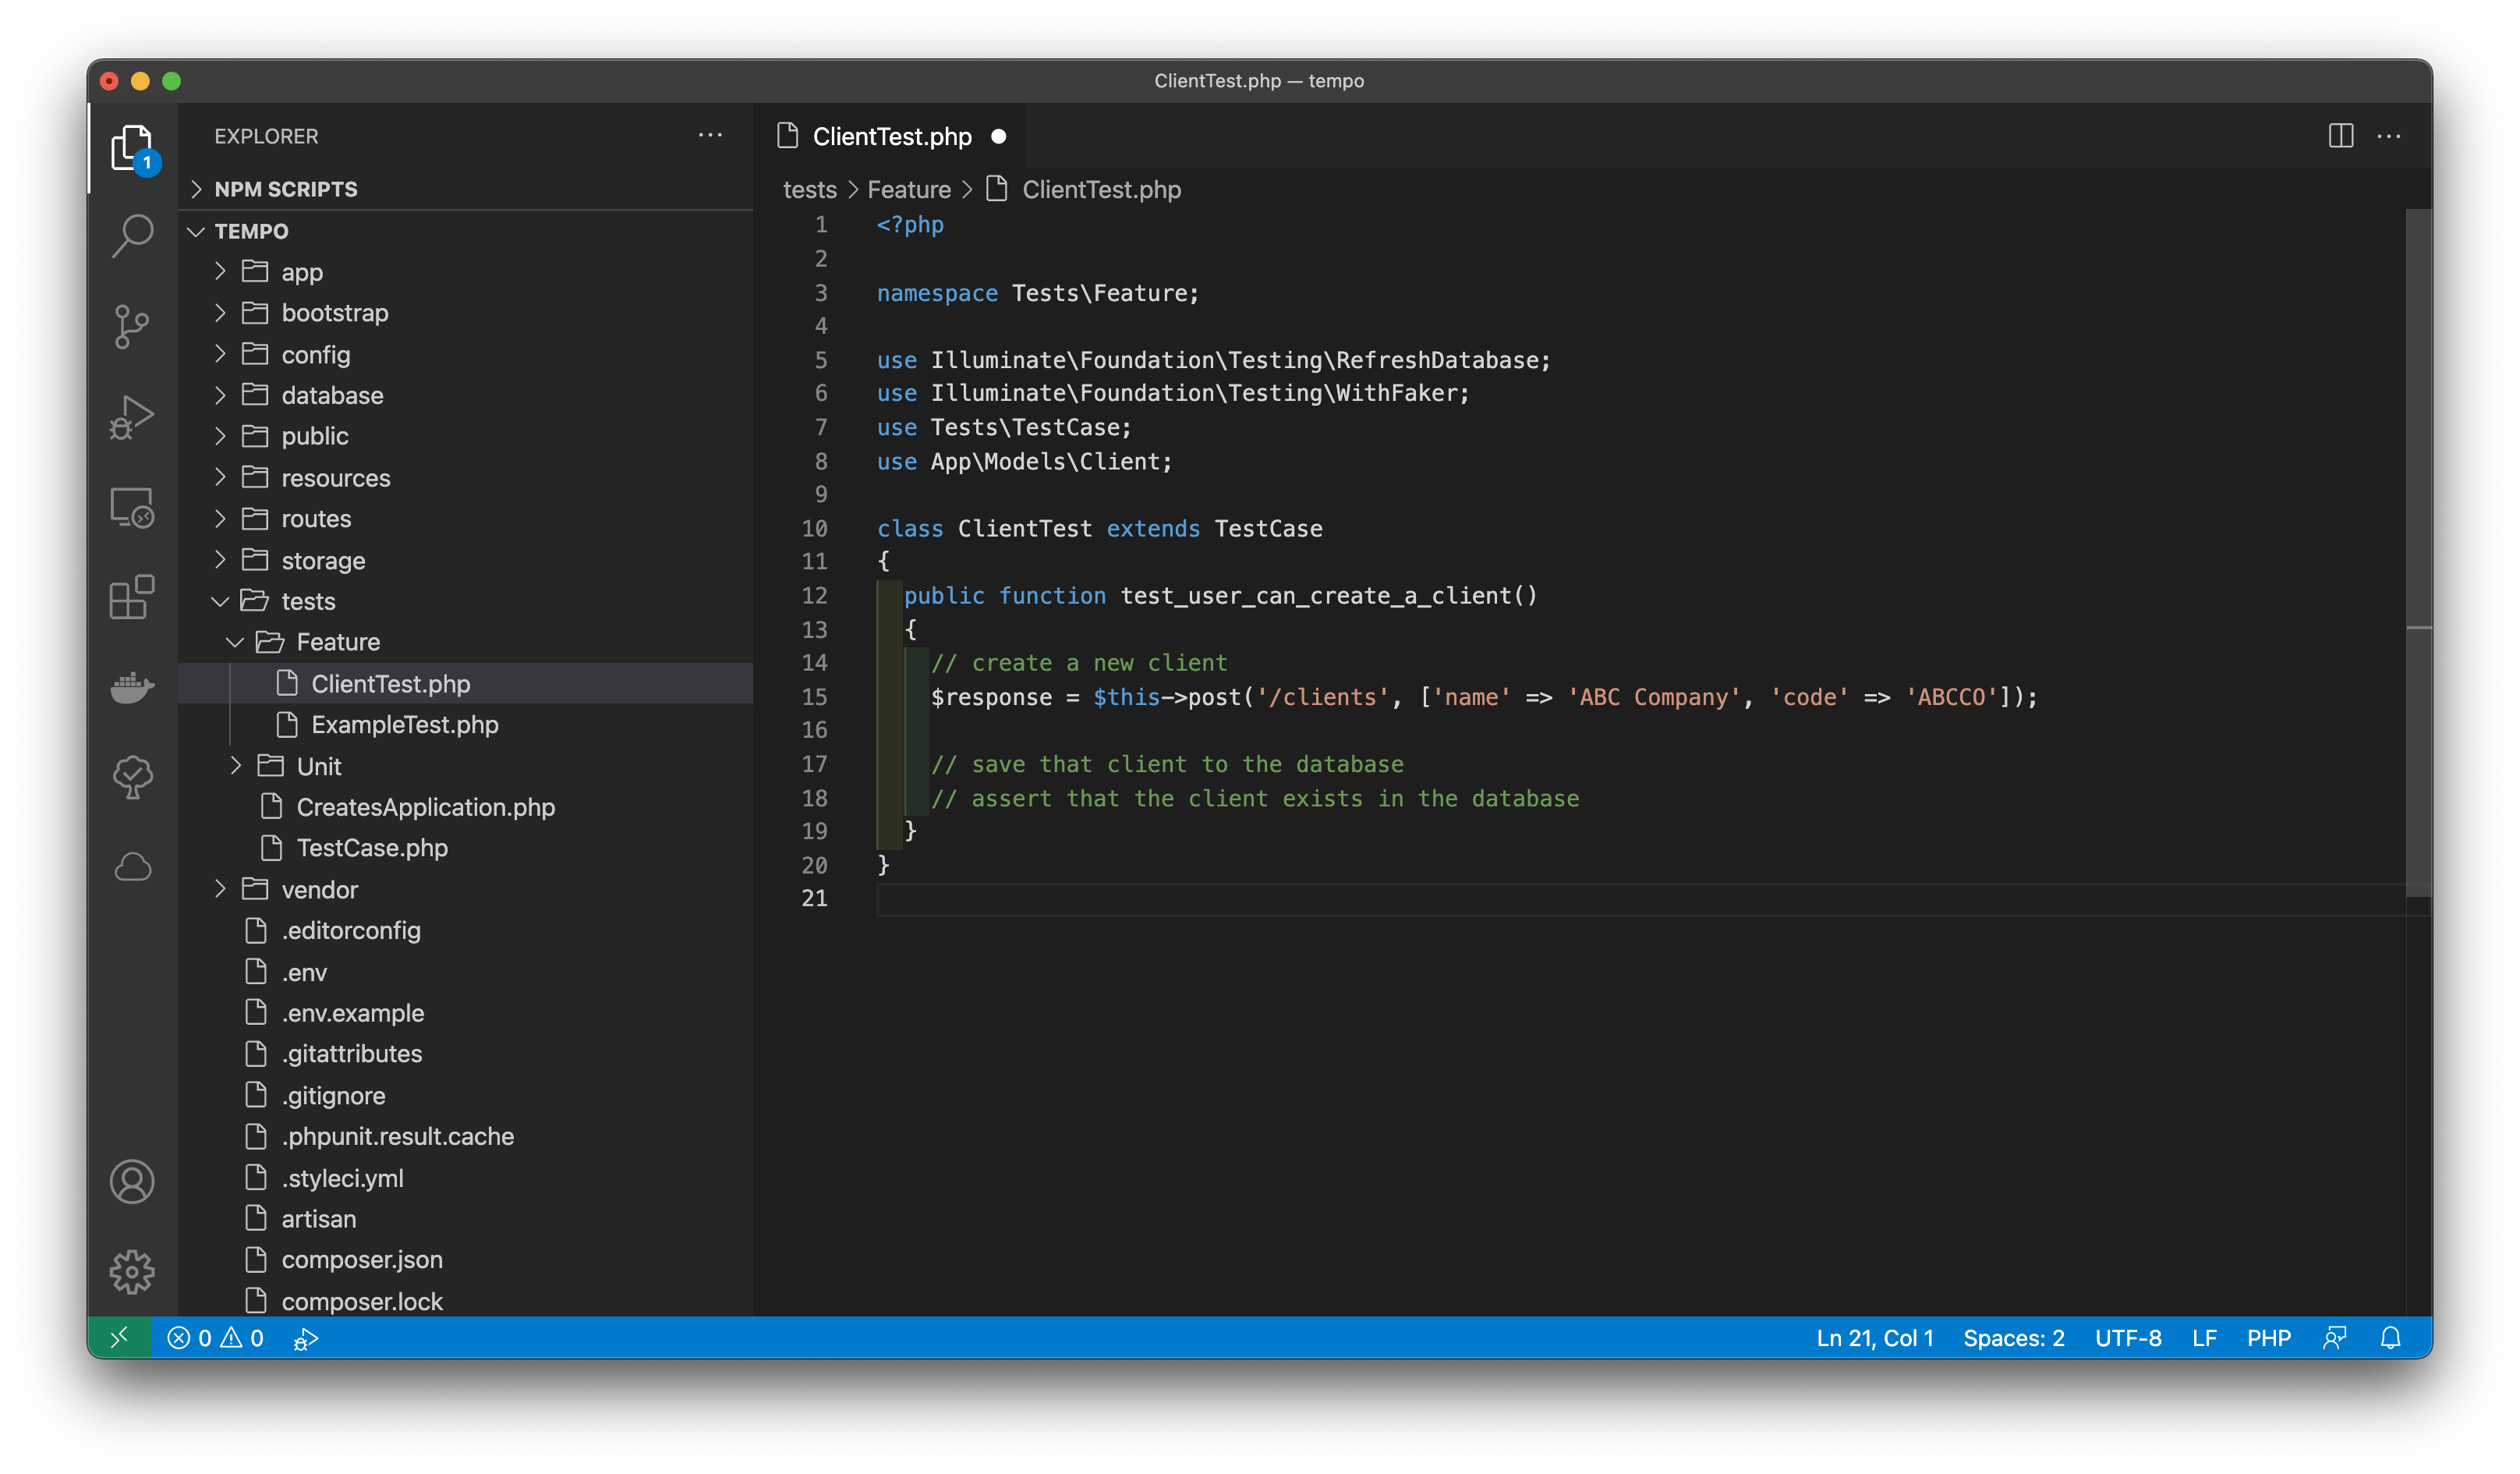 ClientTest.php — tempo
EXPLORER
1
NPM SCRIPTS
TEMPO
app
bootstrap
config
database
public
resources
routes
storage
tests
Feature
ClientTest.php
ExampleTest.php
Unit
CreatesApplication.php
TestCase.php
vendor
.editorconfig
.env
.env.example
.gitattributes
.gitignore
.phpunit.result.cache
.styleci.yml
artisan
composer.json
composer.lock
ClientTest.php
tests > Feature > ClientTest.php
1 <?php
2
3 namespace Tests\Feature;
4
5 use Illuminate\Foundation\Testing\RefreshDatabase;
6 use Illuminate\Foundation\Testing\WithFaker;
7 use Tests\TestCase;
8 use App\Models\Client;
9
10 class ClientTest extends TestCase
11 {
12 public function test_user_can_create_a_client()
13 {
14 // create a new client
15 $response = $this->post('/clients', ['name' => 'ABC Company', 'code' => 'ABCCO']);
16
17 // save that client to the database
18 // assert that the client exists in the database
19 }
20 }
21
0 0
Ln 21, Col 1 Spaces: 2 UTF-8 LF PHP